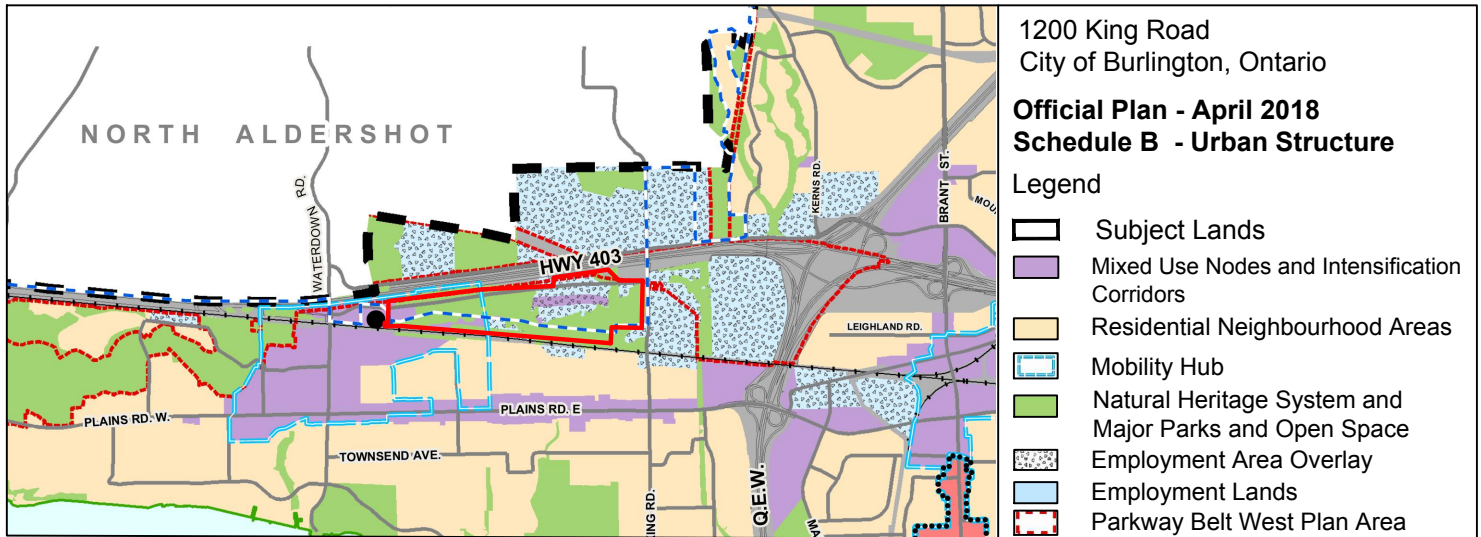 1200 King Road
City of Burlington, Ontario
Official Plan - April 2018
Schedule B - Urban Structure
Legend
Subject Lands
Mixed Use Nodes and Intensification
Corridors
Residential Neighbourhood Areas
Mobility Hub
Natural Heritage System and
Major Parks and Open Space
Employment Area Overlay
Employment Lands
Parkway Belt West Plan Area
NORTH ALDERSHOT
WATERDOWN RD.
HWY 403
KERNS RD.
BRANT ST.
MOU
LEIGHLAND RD.
PLAINS RD. W.
PLAINS RD. E
TOWNSEND AVE.
KING RD.
Q.E.W.
MA